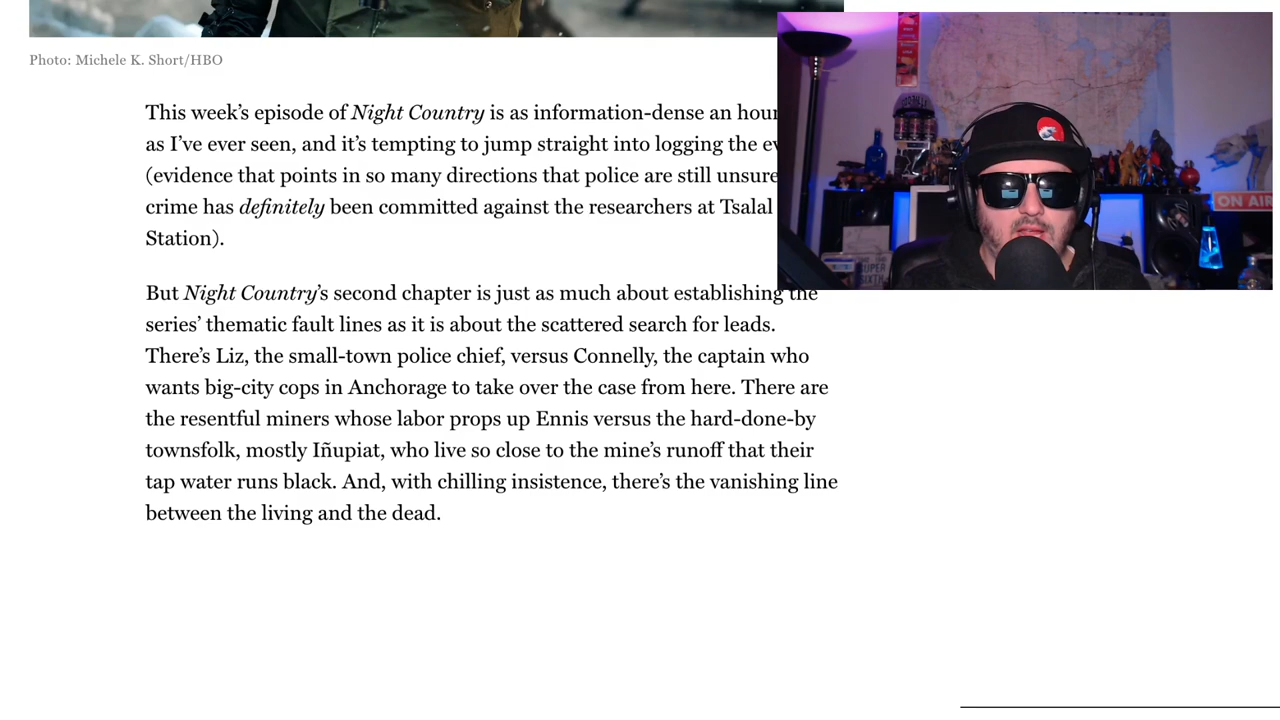 Photo: Michele K. Short/HBO
This week’s episode of Night Country is as information-dense an hour
as I’ve ever seen, and it’s tempting to jump straight into logging the
(evidence that points in so many directions that police are still unsure
crime has definitely been committed against the researchers at Tsalal
Station).
But Night Country’s second chapter is just as much about establishing the
series’ thematic fault lines as it is about the scattered search for leads.
There’s Liz, the small-town police chief, versus Connelly, the captain who
wants big-city cops in Anchorage to take over the case from here. There are
the resentful miners whose labor props up Ennis versus the hard-done-by
townsfolk, mostly Iñupiat, who live so close to the mine’s runoff that their
tap water runs black. And, with chilling insistence, there’s the vanishing line
between the living and the dead.
ON AIR
SUPER